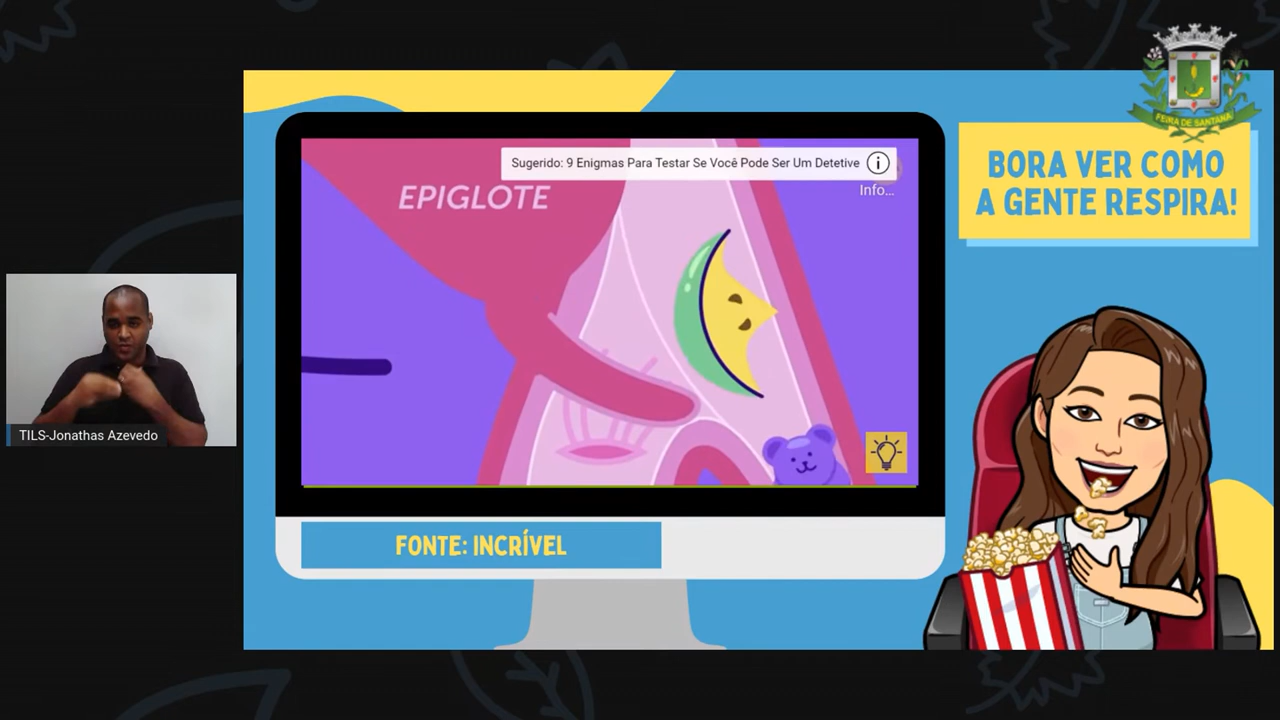 FEIRA DE SANTANA
BORA VER COMO
A GENTE RESPIRA!
Sugerido: 9 Enigmas Para Testar Se Você Pode Ser Um Detetive
Info...
EPIGLOTE
TILS-Jonathas Azevedo
FONTE: INCRÍVEL